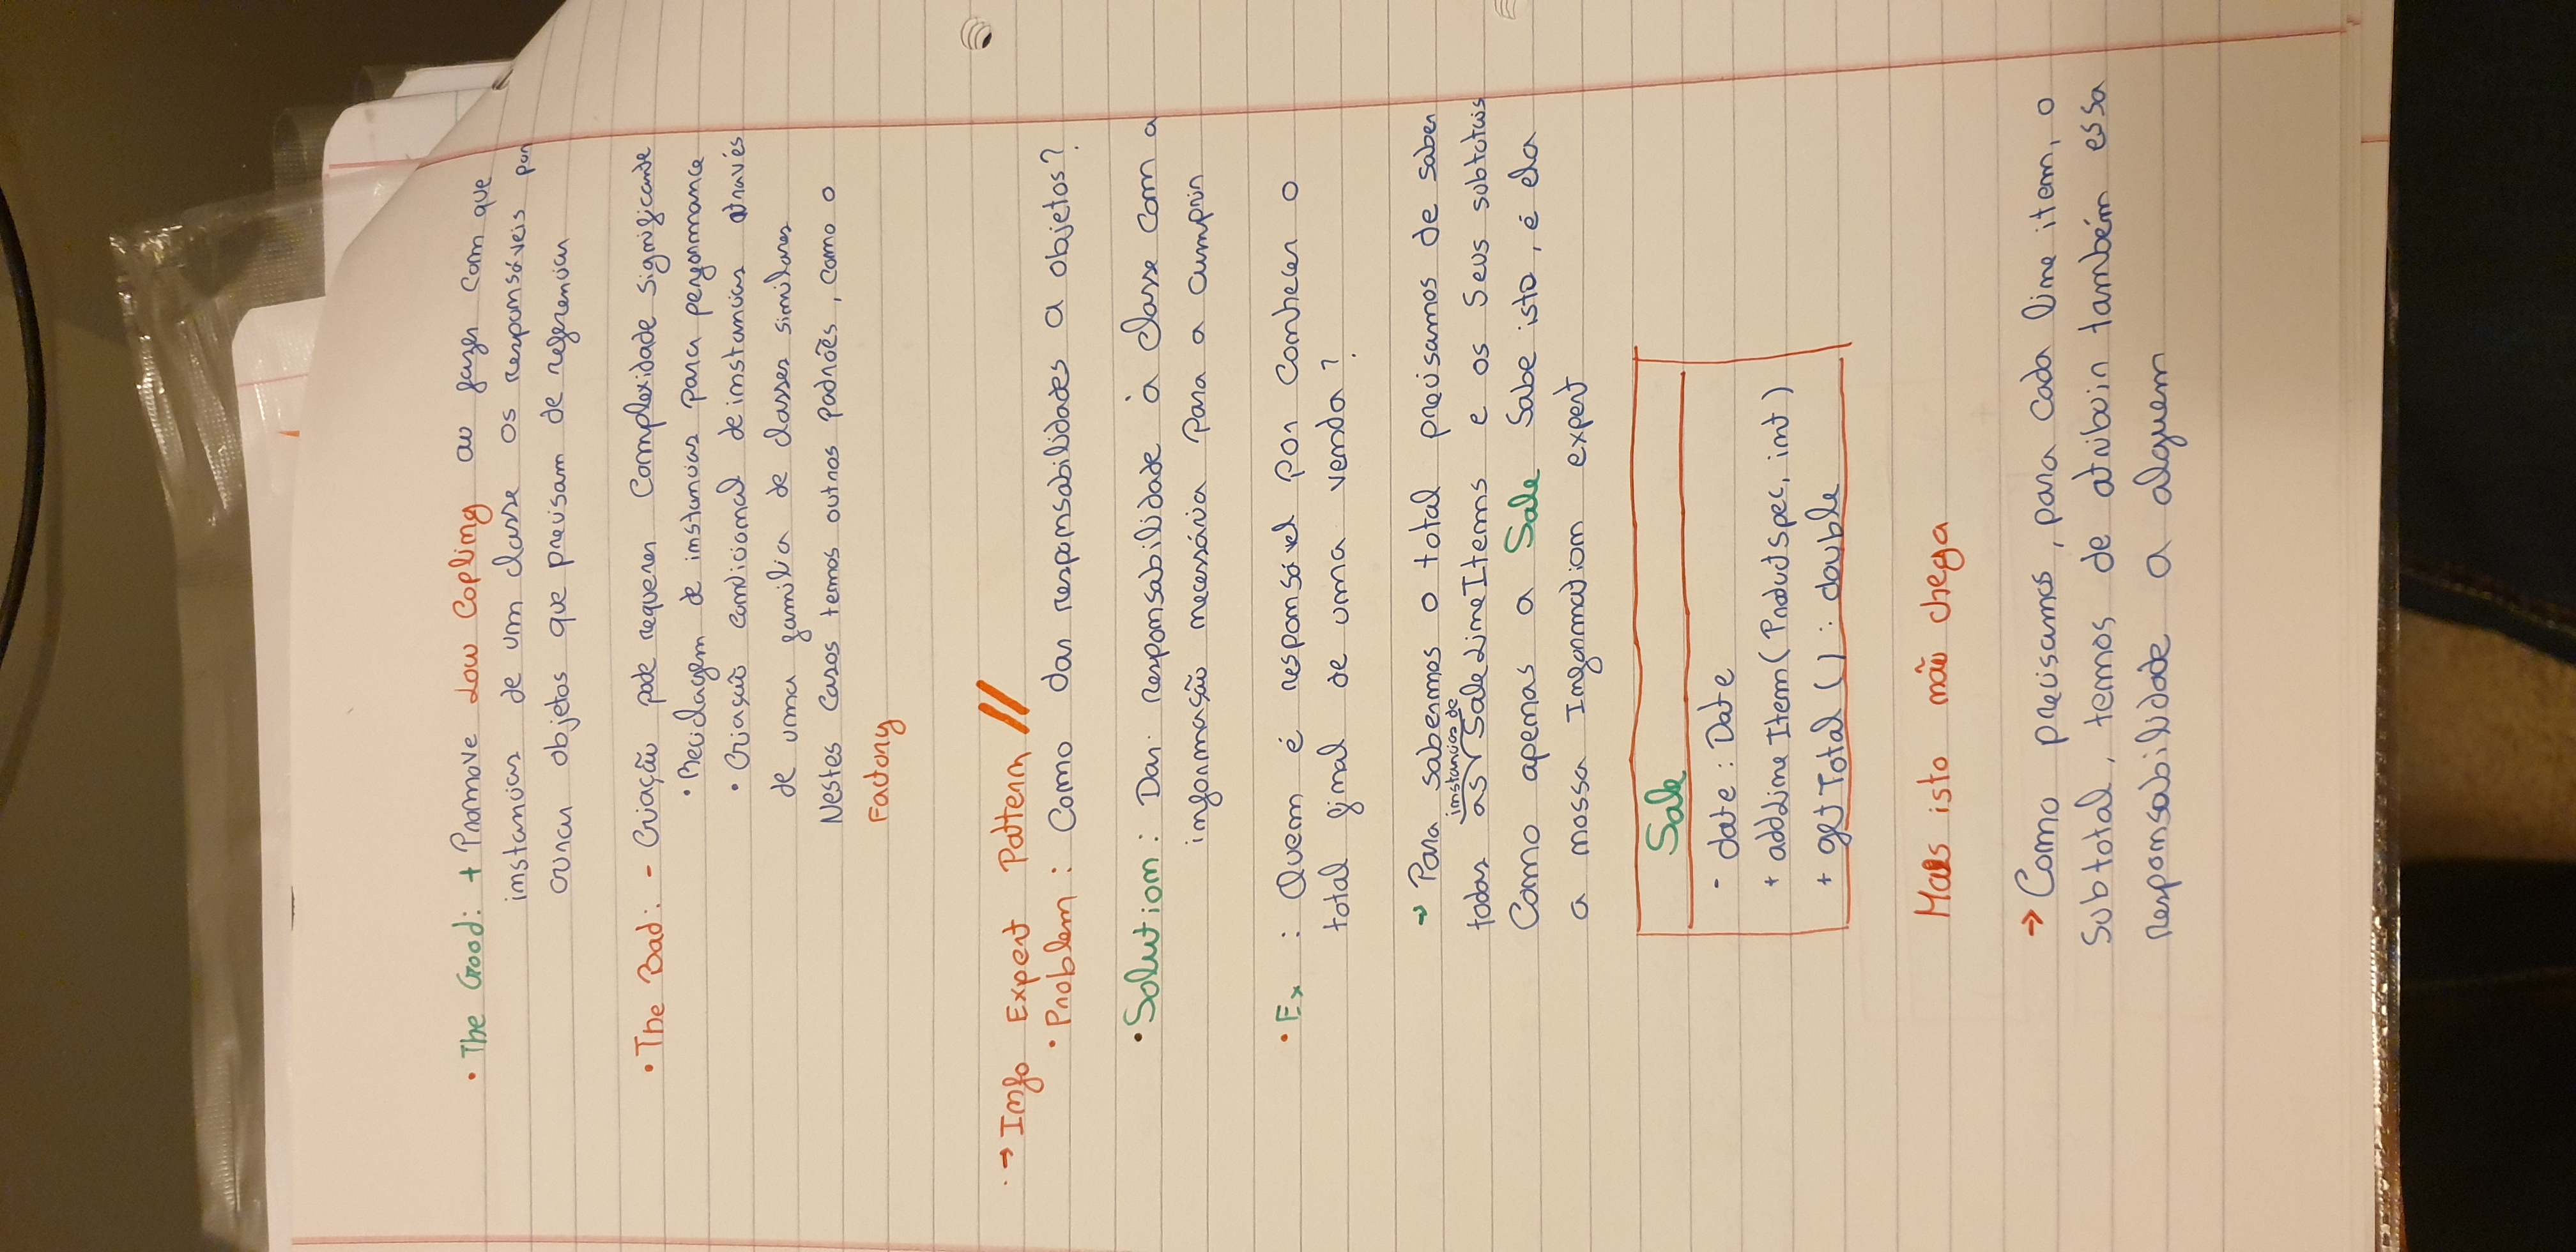 • The Good: + Promove Low Copling ao fazer com que
instancias de um classe os responsáveis por
criar objetos que precisam de referenciar
• The Bad: - Criação pode requerer complexidade significante
• Reciclagem de instancias para performance
• Criação condicional de instancias através
de uma familia de classes similares
Nestes casos temos outros padrões, como o
Factory
→ Info Expert Pattern //
• Problem : Como dar responsabilidades a objetos?
• Solution : Dar responsabilidade à classe com a
informação necessária para a cumprir
• Ex : Quem é responsável por conhecer o
total final de uma venda?
→ Para sabermos o total precisamos de saber
instancias de
todas as SaleLineItems e os seus subtotais
Como apenas a Sale sabe isto, é ela
a nossa Information expert
Sale
- date : Date
+ addLineItem(ProductSpec, int)
+ getTotal() : double
Mas isto não chega
→ Como precisamos, para cada line item, o
subtotal, temos de atribuir também essa
responsabilidade a alguem